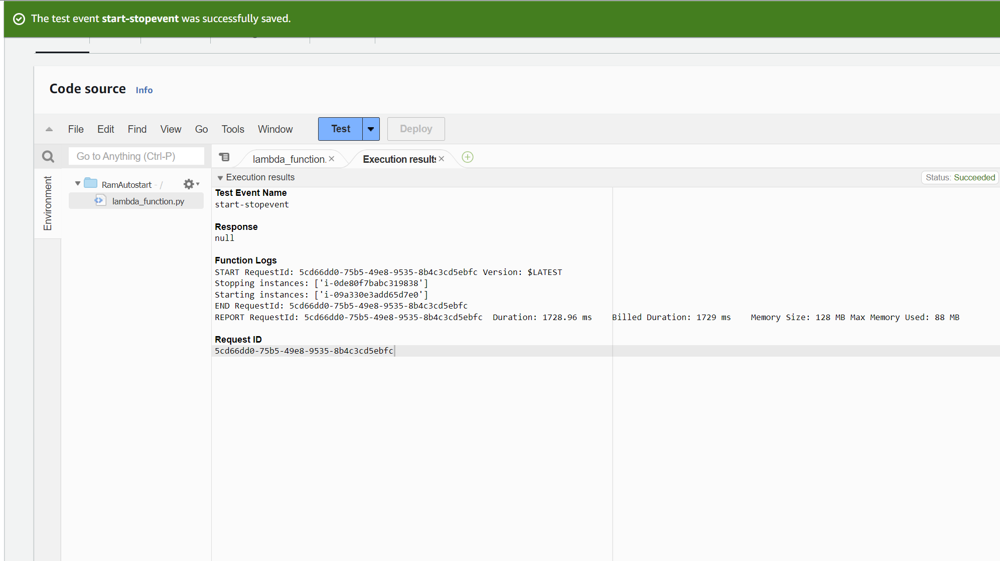 The test event start-stopevent was successfully saved.
Code source Info
File Edit Find View Go Tools Window Test Deploy
Go to Anything (Ctrl-P) lambda_function. Execution results
Execution results Status: Succeeded
Environment
RamAutostart - /
lambda_function.py
Test Event Name
start-stopevent
Response
null
Function Logs
START RequestId: 5cd66dd0-75b5-49e8-9535-8b4c3cd5ebfc Version: $LATEST
Stopping instances: ['i-0de80f7babc319838']
Starting instances: ['i-09a330e3add65d7e0']
END RequestId: 5cd66dd0-75b5-49e8-9535-8b4c3cd5ebfc
REPORT RequestId: 5cd66dd0-75b5-49e8-9535-8b4c3cd5ebfc Duration: 1728.96 ms Billed Duration: 1729 ms Memory Size: 128 MB Max Memory Used: 88 MB
Request ID
5cd66dd0-75b5-49e8-9535-8b4c3cd5ebfc